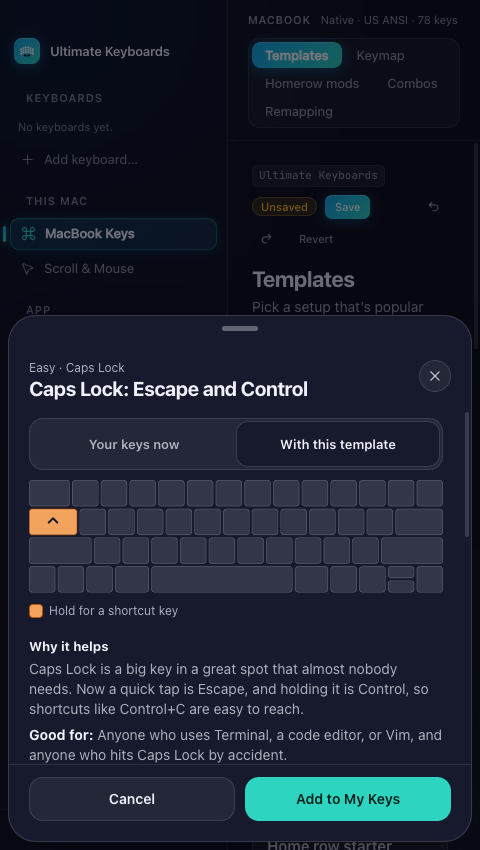 MACBOOK Native · US ANSI · 78 keys
Ultimate Keyboards
Templates Keymap
Homerow mods Combos
Remapping
KEYBOARDS
No keyboards yet.
Add keyboard...
THIS MAC
MacBook Keys
Scroll & Mouse
APP
Ultimate Keyboards
Unsaved Save
Revert
Templates
Pick a setup that's popular
Easy · Caps Lock
Caps Lock: Escape and Control
Your keys now With this template
Hold for a shortcut key
Why it helps
Caps Lock is a big key in a great spot that almost nobody
needs. Now a quick tap is Escape, and holding it is Control, so
shortcuts like Control+C are easy to reach.
Good for: Anyone who uses Terminal, a code editor, or Vim, and
anyone who hits Caps Lock by accident.
Cancel Add to My Keys
Home row starter